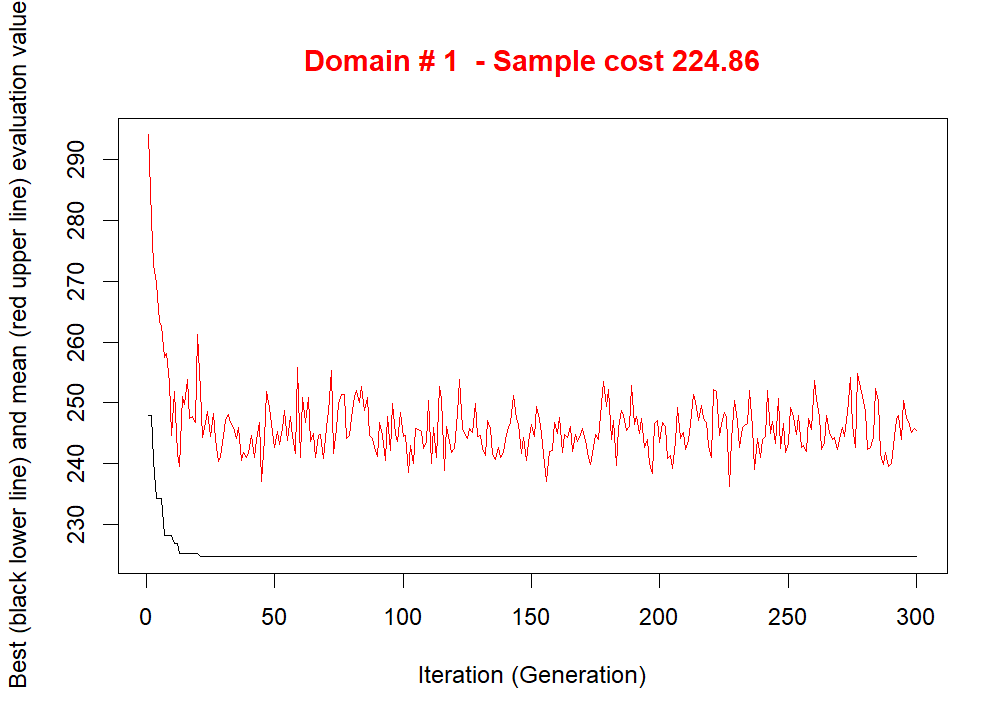 Domain # 1  - Sample cost 224.86
Best (black lower line) and mean (red upper line) evaluation value
290
280
270
260
250
240
230
0 50 100 150 200 250 300
Iteration (Generation)